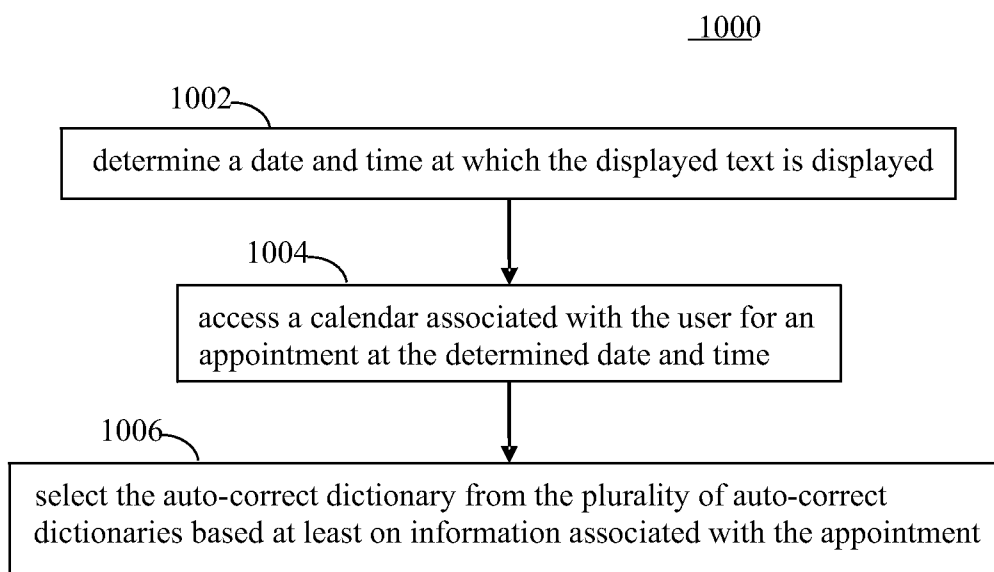 1000
1002
determine a date and time at which the displayed text is displayed
1004
access a calendar associated with the user for an
appointment at the determined date and time
1006
select the auto-correct dictionary from the plurality of auto-correct
dictionaries based at least on information associated with the appointment